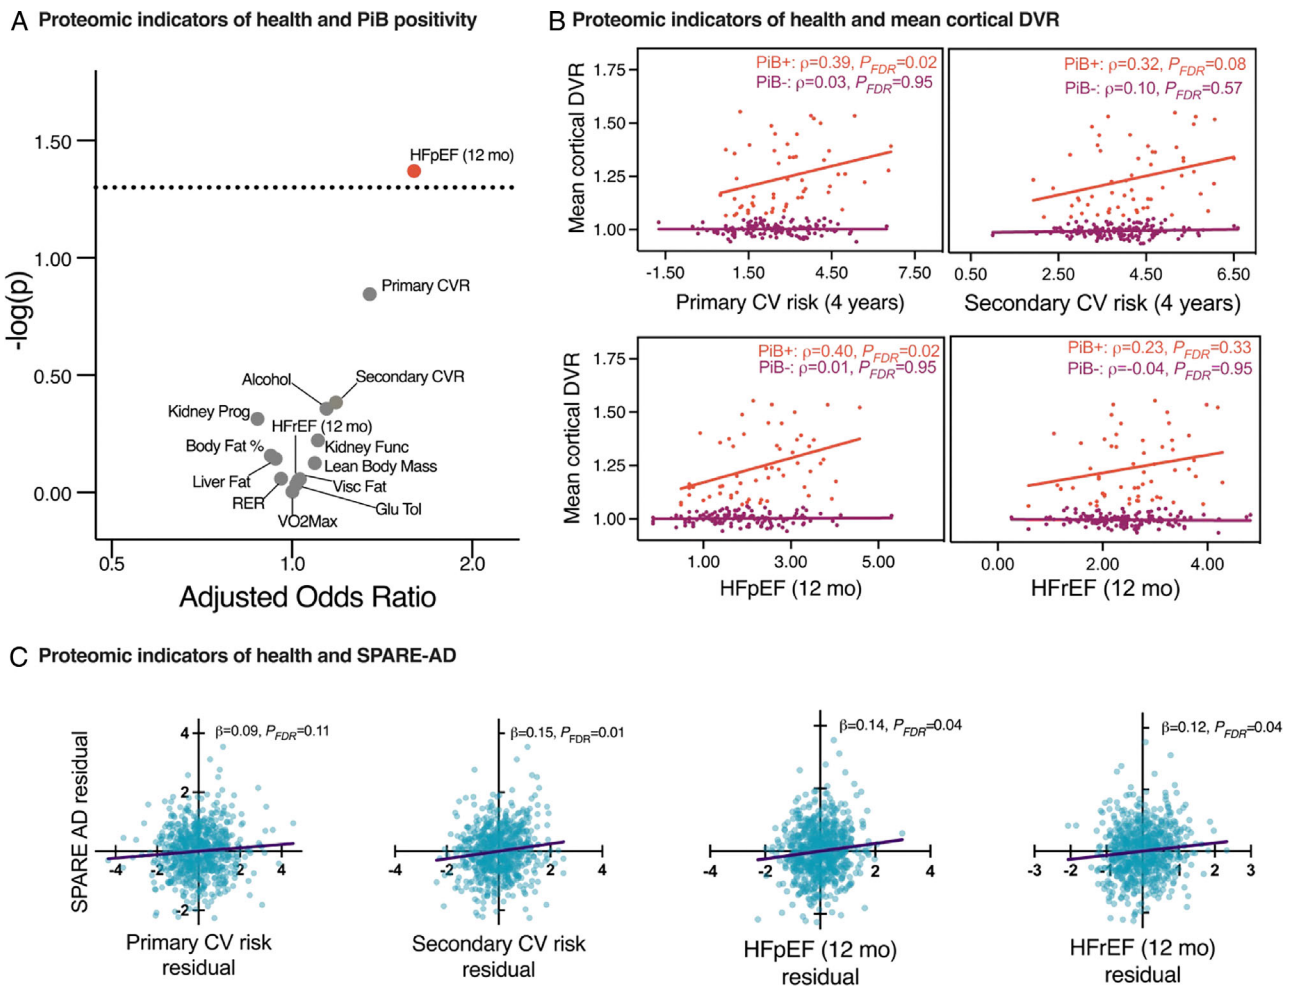 A Proteomic indicators of health and PiB positivity
-log(p)
1.50
1.00
0.50
0.00
HFpEF (12 mo)
Primary CVR
Alcohol
Secondary CVR
Kidney Prog
HFrEF (12 mo)
Body Fat %
Kidney Func
Lean Body Mass
Liver Fat
Visc Fat
RER
Glu Tol
VO2Max
0.5 1.0 2.0
Adjusted Odds Ratio
B Proteomic indicators of health and mean cortical DVR
Mean cortical DVR
1.75
1.50
1.25
1.00
PiB+: ρ=0.39, PFDR=0.02
PiB-: ρ=0.03, PFDR=0.95
-1.50 1.50 4.50 7.50
Primary CV risk (4 years)
PiB+: ρ=0.32, PFDR=0.08
PiB-: ρ=0.10, PFDR=0.57
0.50 2.50 4.50 6.50
Secondary CV risk (4 years)
Mean cortical DVR
1.75
1.50
1.25
1.00
PiB+: ρ=0.40, PFDR=0.02
PiB-: ρ=0.01, PFDR=0.95
1.00 3.00 5.00
HFpEF (12 mo)
PiB+: ρ=0.23, PFDR=0.33
PiB-: ρ=-0.04, PFDR=0.95
0.00 2.00 4.00
HFrEF (12 mo)
C Proteomic indicators of health and SPARE-AD
SPARE AD residual
β=0.09, PFDR=0.11
4
2
-2
-4 -2 2 4
Primary CV risk
residual
β=0.15, PFDR=0.01
-4 -2 2 4
Secondary CV risk
residual
β=0.14, PFDR=0.04
-4 -2 2 4
HFpEF (12 mo)
residual
β=0.12, PFDR=0.04
-3 -2 -1 1 2 3
HFrEF (12 mo)
residual